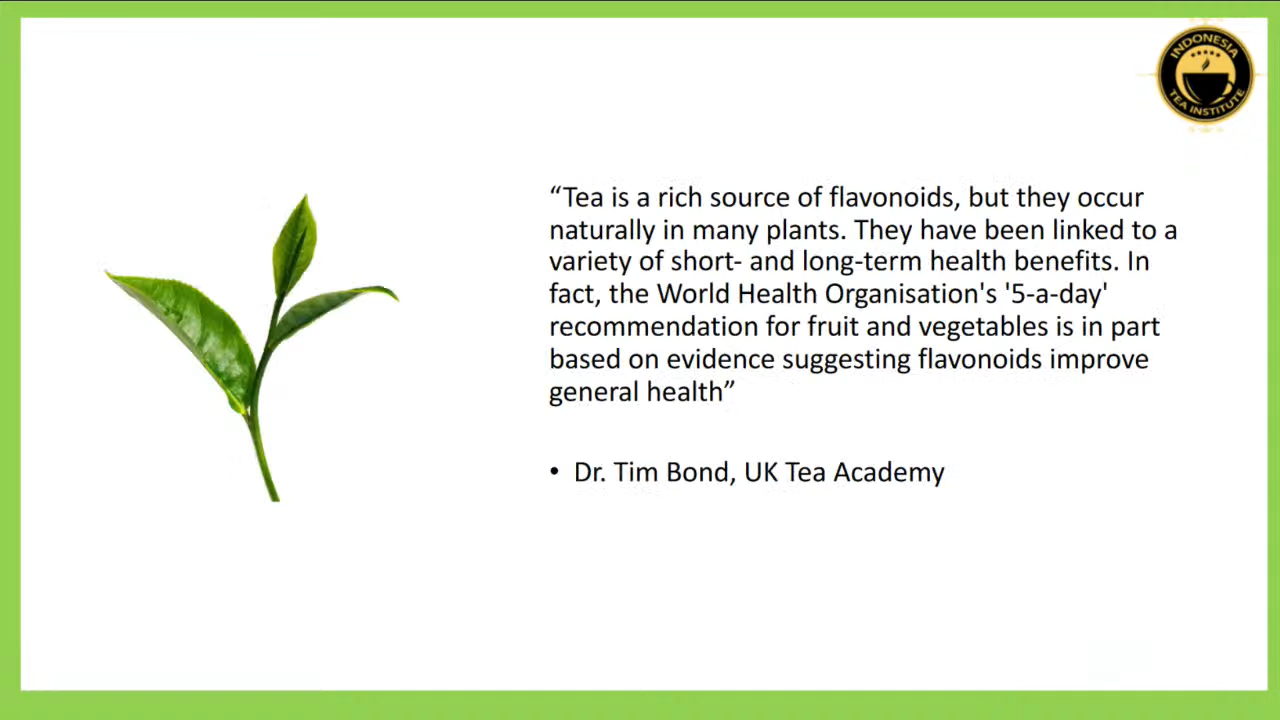 INDONESIA
TEA INSTITUTE
“Tea is a rich source of flavonoids, but they occur
naturally in many plants. They have been linked to a
variety of short- and long-term health benefits. In
fact, the World Health Organisation's '5-a-day'
recommendation for fruit and vegetables is in part
based on evidence suggesting flavonoids improve
general health”
• Dr. Tim Bond, UK Tea Academy